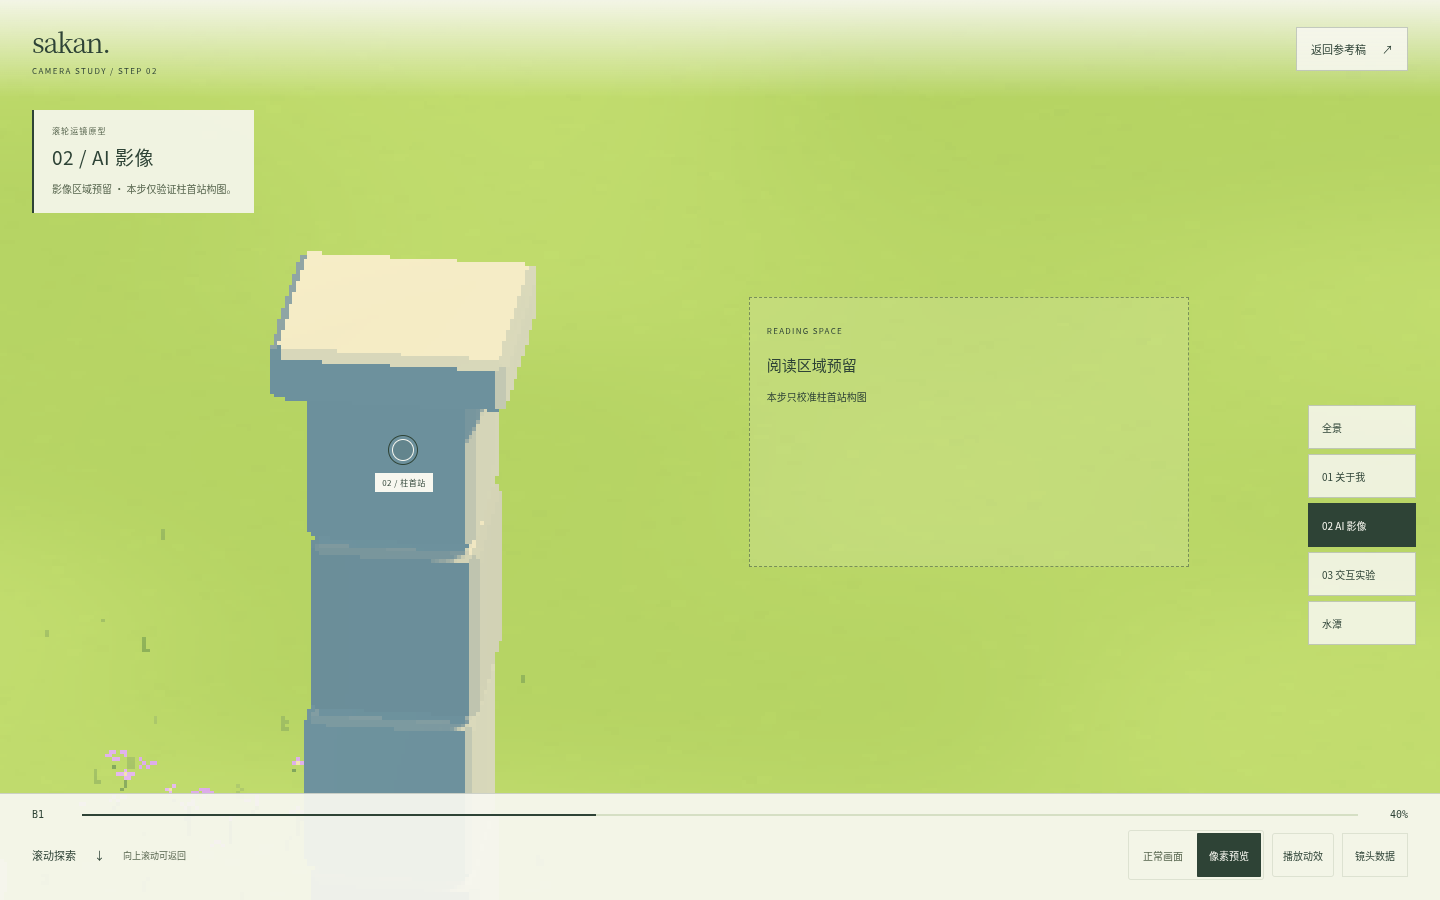 sakan.
CAMERA STUDY / STEP 02
返回参考稿 ↗
滚轮运镜原型
02 / AI 影像
影像区域预留 · 本步仅验证柱首站构图。
READING SPACE
阅读区域预留
本步只校准柱首站构图
02 / 柱首站
全景
01 关于我
02 AI 影像
03 交互实验
水潭
B1
40%
滚动探索 ↓ 向上滚动可返回
正常画面
像素预览
播放动效
镜头数据